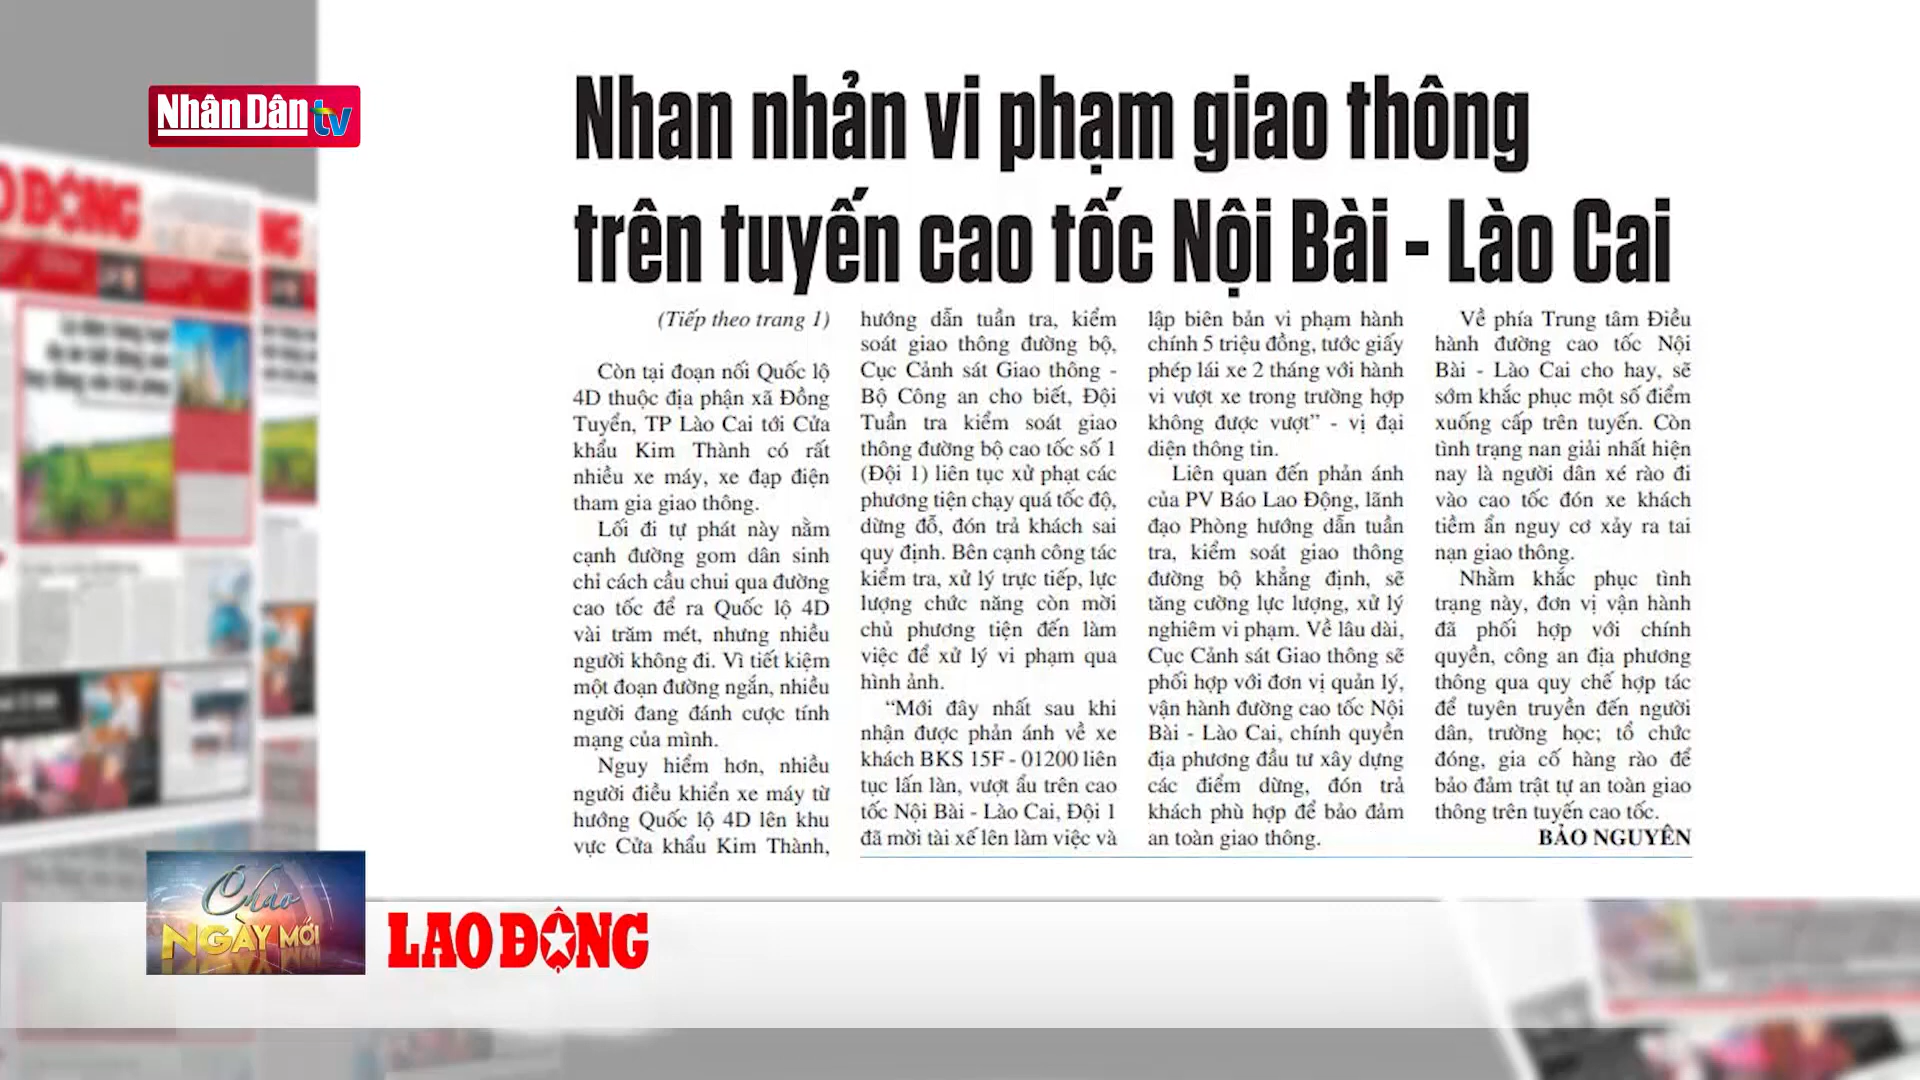 Nhân Dân tv
Nhan nhản vi phạm giao thông
trên tuyến cao tốc Nội Bài - Lào Cai
(Tiếp theo trang 1)
Còn tại đoạn nối Quốc lộ
4D thuộc địa phận xã Đồng
Tuyển, TP Lào Cai tới Cửa
khẩu Kim Thành có rất
nhiều xe máy, xe đạp điện
tham gia giao thông.
Lối đi tự phát này nằm
cạnh đường gom dân sinh
chỉ cách cầu chui qua đường
cao tốc để ra Quốc lộ 4D
vài trăm mét, nhưng nhiều
người không đi. Vì tiết kiệm
một đoạn đường ngắn, nhiều
người đang đánh cược tính
mạng của mình.
Nguy hiểm hơn, nhiều
người điều khiển xe máy từ
hướng Quốc lộ 4D lên khu
vực Cửa khẩu Kim Thành,
hướng dẫn tuần tra, kiểm
soát giao thông đường bộ,
Cục Cảnh sát Giao thông -
Bộ Công an cho biết, Đội
Tuần tra kiểm soát giao
thông đường bộ cao tốc số 1
(Đội 1) liên tục xử phạt các
phương tiện chạy quá tốc độ,
dừng đỗ, đón trả khách sai
quy định. Bên cạnh công tác
kiểm tra, xử lý trực tiếp, lực
lượng chức năng còn mời
chủ phương tiện đến làm
việc để xử lý vi phạm qua
hình ảnh.
“Mới đây nhất sau khi
nhận được phản ánh về xe
khách BKS 15F - 01200 liên
tục lấn làn, vượt ẩu trên cao
tốc Nội Bài - Lào Cai, Đội 1
đã mời tài xế lên làm việc và
lập biên bản vi phạm hành
chính 5 triệu đồng, tước giấy
phép lái xe 2 tháng với hành
vi vượt xe trong trường hợp
không được vượt” - vị đại
diện thông tin.
Liên quan đến phản ánh
của PV Báo Lao Động, lãnh
đạo Phòng hướng dẫn tuần
tra, kiểm soát giao thông
đường bộ khẳng định, sẽ
tăng cường lực lượng, xử lý
nghiêm vi phạm. Về lâu dài,
Cục Cảnh sát Giao thông sẽ
phối hợp với đơn vị quản lý,
vận hành đường cao tốc Nội
Bài - Lào Cai, chính quyền
địa phương đầu tư xây dựng
các điểm dừng, đón trả
khách phù hợp để bảo đảm
an toàn giao thông.
Về phía Trung tâm Điều
hành đường cao tốc Nội
Bài - Lào Cai cho hay, sẽ
sớm khắc phục một số điểm
xuống cấp trên tuyến. Còn
tình trạng nan giải nhất hiện
nay là người dân xé rào đi
vào cao tốc đón xe khách
tiềm ẩn nguy cơ xảy ra tai
nạn giao thông.
Nhằm khắc phục tình
trạng này, đơn vị vận hành
đã phối hợp với chính
quyền, công an địa phương
thông qua quy chế hợp tác
để tuyên truyền đến người
dân, trường học; tổ chức
đóng, gia cố hàng rào để
bảo đảm trật tự an toàn giao
thông trên tuyến cao tốc.
BẢO NGUYÊN
Chào
NGÀY MỚI
LAO ĐỘNG